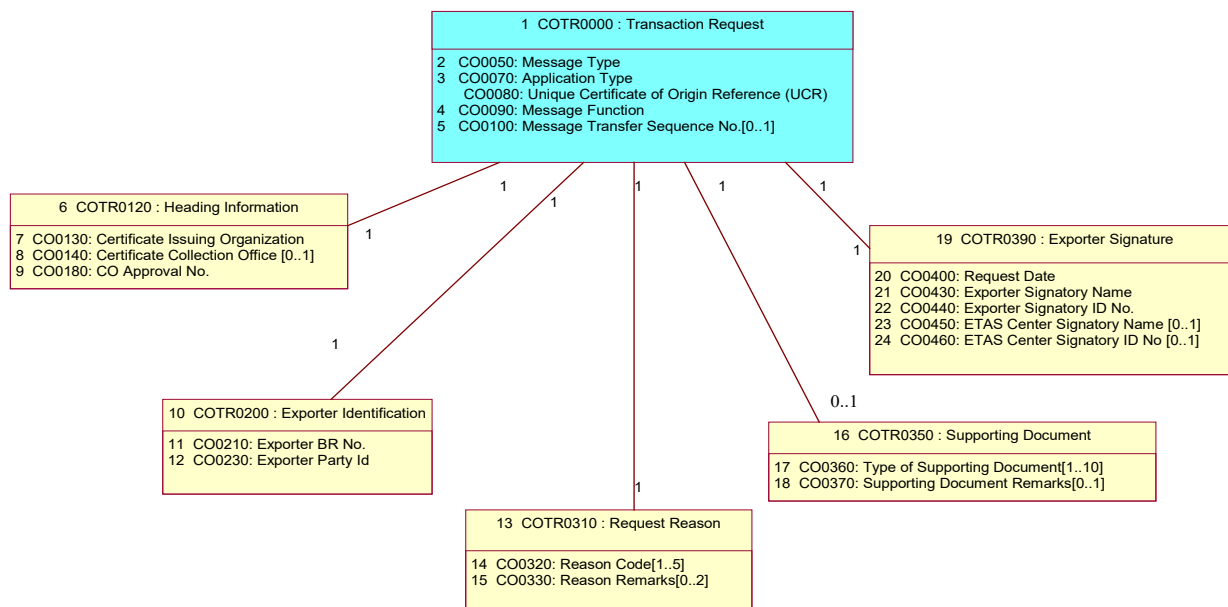 1 COTR0000 : Transaction Request
2 CO0050: Message Type
3 CO0070: Application Type
CO0080: Unique Certificate of Origin Reference (UCR)
4 CO0090: Message Function
5 CO0100: Message Transfer Sequence No.[0..1]
1
1
1
1
1
6 COTR0120 : Heading Information
7 CO0130: Certificate Issuing Organization
8 CO0140: Certificate Collection Office [0..1]
9 CO0180: CO Approval No.
1
19 COTR0390 : Exporter Signature
20 CO0400: Request Date
21 CO0430: Exporter Signatory Name
22 CO0440: Exporter Signatory ID No.
23 CO0450: ETAS Center Signatory Name [0..1]
24 CO0460: ETAS Center Signatory ID No [0..1]
1
1
10 COTR0200 : Exporter Identification
11 CO0210: Exporter BR No.
12 CO0230: Exporter Party Id
0..1
16 COTR0350 : Supporting Document
17 CO0360: Type of Supporting Document[1..10]
18 CO0370: Supporting Document Remarks[0..1]
1
13 COTR0310 : Request Reason
14 CO0320: Reason Code[1..5]
15 CO0330: Reason Remarks[0..2]